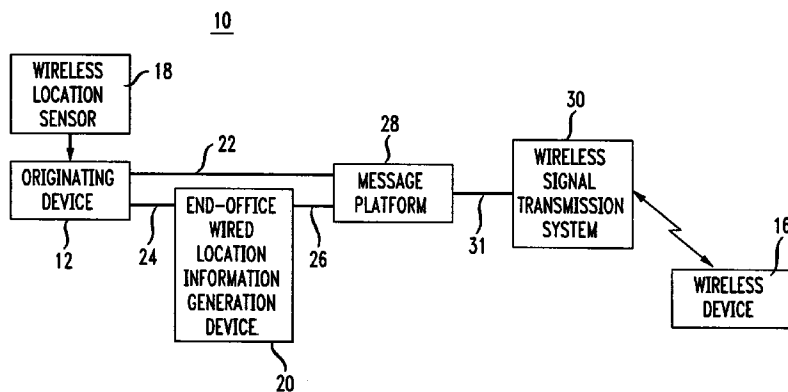 10
WIRELESS
LOCATION
SENSOR
18
ORIGINATING
DEVICE
12
22
24
END-OFFICE
WIRED
LOCATION
INFORMATION
GENERATION
DEVICE.
20
26
28
MESSAGE
PLATFORM
31
30
WIRELESS
SIGNAL
TRANSMISSION
SYSTEM
16
WIRELESS
DEVICE